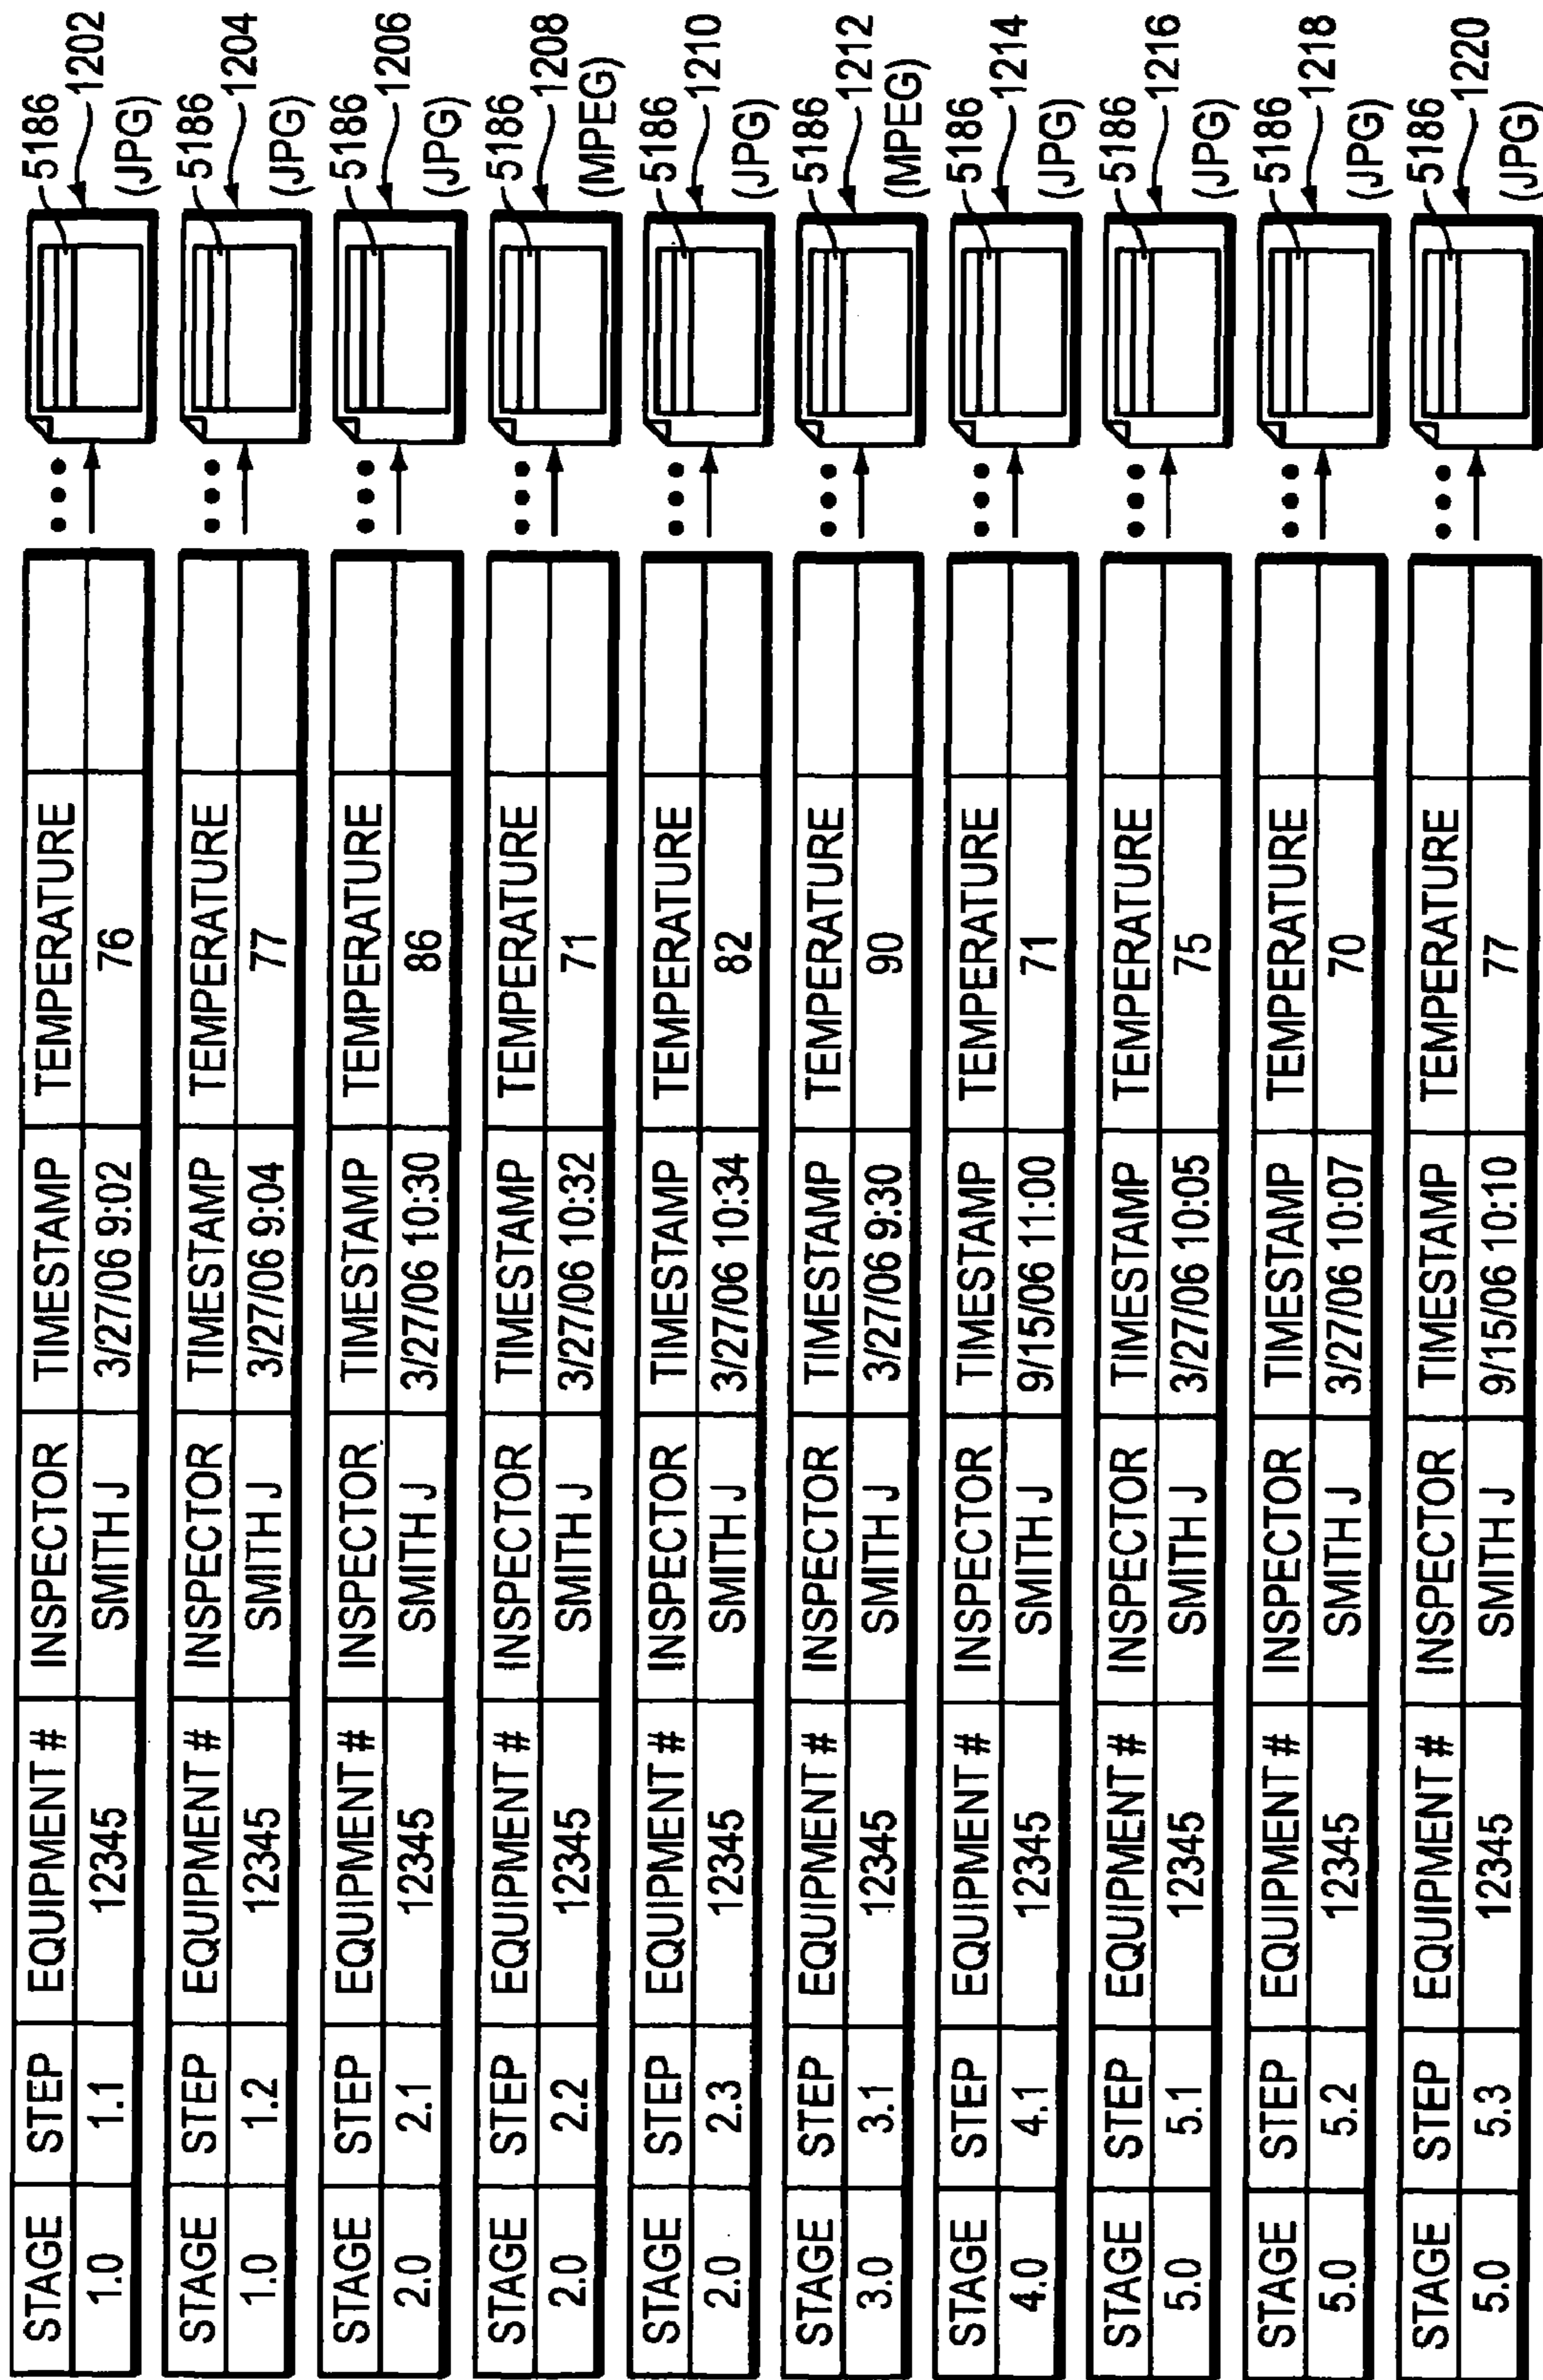 STAGE STEP EQUIPMENT # INSPECTOR TIMESTAMP TEMPERATURE 5186
1.0 1.1 12345 SMITH J 3/27/06 9:02 76 1202
(JPG)
STAGE STEP EQUIPMENT # INSPECTOR TIMESTAMP TEMPERATURE 5186
1.0 1.2 12345 SMITH J 3/27/06 9:04 77 1204
(JPG)
STAGE STEP EQUIPMENT # INSPECTOR TIMESTAMP TEMPERATURE 5186
2.0 2.1 12345 SMITH J 3/27/06 10:30 86 1206
(JPG)
STAGE STEP EQUIPMENT # INSPECTOR TIMESTAMP TEMPERATURE 5186
2.0 2.2 12345 SMITH J 3/27/06 10:32 71 1208
(MPEG)
STAGE STEP EQUIPMENT # INSPECTOR TIMESTAMP TEMPERATURE 5186
2.0 2.3 12345 SMITH J 3/27/06 10:34 82 1210
(JPG)
STAGE STEP EQUIPMENT # INSPECTOR TIMESTAMP TEMPERATURE 5186
3.0 3.1 12345 SMITH J 3/27/06 9:30 90 1212
(MPEG)
STAGE STEP EQUIPMENT # INSPECTOR TIMESTAMP TEMPERATURE 5186
4.0 4.1 12345 SMITH J 9/15/06 11:00 71 1214
(JPG)
STAGE STEP EQUIPMENT # INSPECTOR TIMESTAMP TEMPERATURE 5186
5.0 5.1 12345 SMITH J 3/27/06 10:05 75 1216
(JPG)
STAGE STEP EQUIPMENT # INSPECTOR TIMESTAMP TEMPERATURE 5186
5.0 5.2 12345 SMITH J 3/27/06 10:07 70 1218
(JPG)
STAGE STEP EQUIPMENT # INSPECTOR TIMESTAMP TEMPERATURE 5186
5.0 5.3 12345 SMITH J 9/15/06 10:10 77 1220
(JPG)